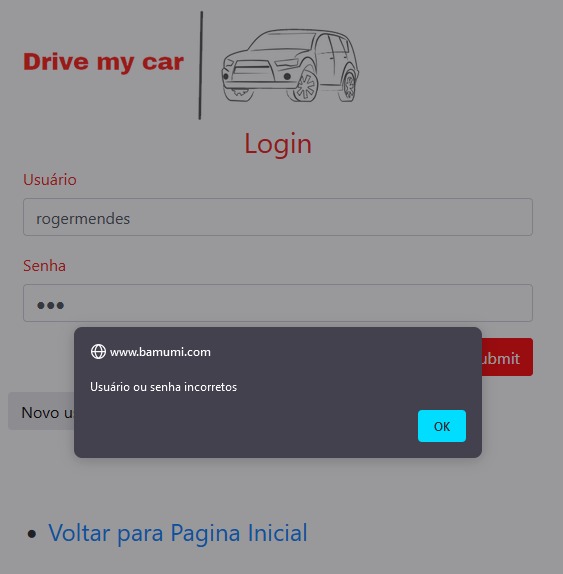 Drive my car
Login
Usuário
rogermendes
Senha
www.bamumi.com
Usuário ou senha incorretos
OK
Novo
Voltar para Pagina Inicial